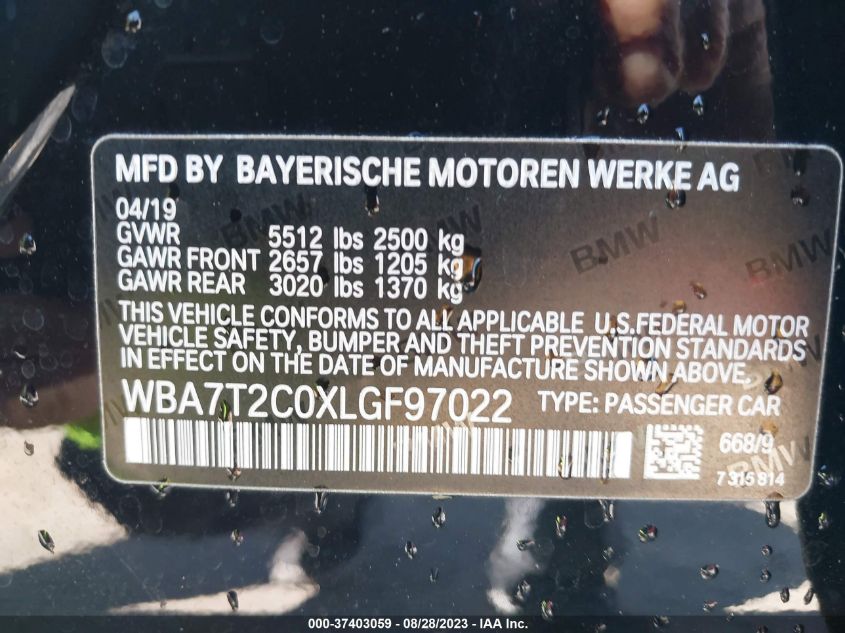 MFD BY BAYERISCHE MOTOREN WERKE AG
04/19
GVWR 5512 lbs 2500 kg
GAWR FRONT 2657 lbs 1205 kg
GAWR REAR 3020 lbs 1370 kg
THIS VEHICLE CONFORMS TO ALL APPLICABLE U.S.FEDERAL MOTOR
VEHICLE SAFETY, BUMPER AND THEFT PREVENTION STANDARDS
IN EFFECT ON THE DATE OF MANUFACTURE SHOWN ABOVE.
WBA7T2C0XLGF97022 TYPE: PASSENGER CAR
668/9
7 315 814
BMW
BMW
BMW
000-37403059 - 08/28/2023 - IAA Inc.